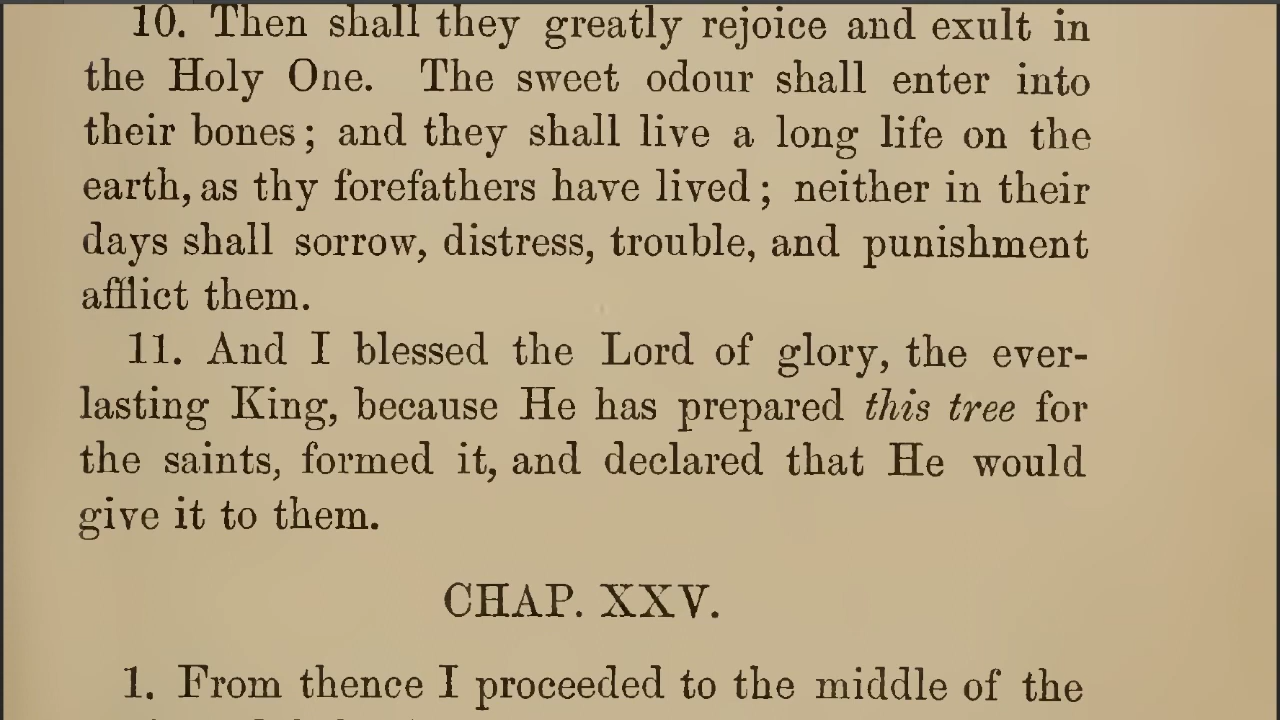 10. Then shall they greatly rejoice and exult in
the Holy One. The sweet odour shall enter into
their bones; and they shall live a long life on the
earth, as thy forefathers have lived; neither in their
days shall sorrow, distress, trouble, and punishment
afflict them.
11. And I blessed the Lord of glory, the ever-
lasting King, because He has prepared this tree for
the saints, formed it, and declared that He would
give it to them.
CHAP. XXV.
1. From thence I proceeded to the middle of the